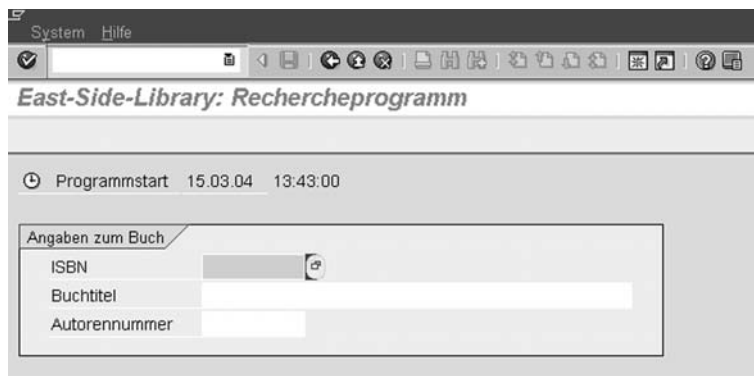 System Hilfe
East-Side-Library: Rechercheprogramm
Programmstart 15.03.04 13:43:00
Angaben zum Buch
ISBN
Buchtitel
Autorennummer